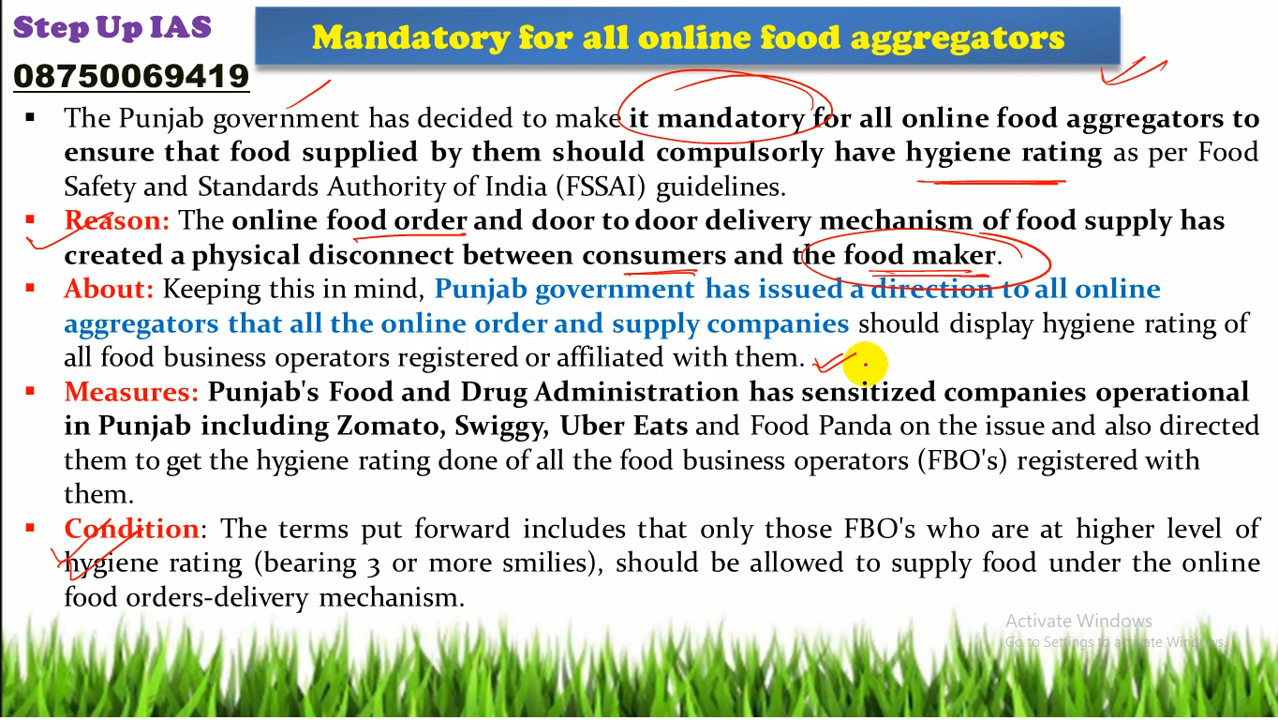 Step Up IAS
Mandatory for all online food aggregators
08750069419
▪ The Punjab government has decided to make it mandatory for all online food aggregators to
ensure that food supplied by them should compulsorly have hygiene rating as per Food
Safety and Standards Authority of India (FSSAI) guidelines.
▪ Reason: The online food order and door to door delivery mechanism of food supply has
created a physical disconnect between consumers and the food maker.
▪ About: Keeping this in mind, Punjab government has issued a direction to all online
aggregators that all the online order and supply companies should display hygiene rating of
all food business operators registered or affiliated with them.
▪ Measures: Punjab's Food and Drug Administration has sensitized companies operational
in Punjab including Zomato, Swiggy, Uber Eats and Food Panda on the issue and also directed
them to get the hygiene rating done of all the food business operators (FBO's) registered with
them.
▪ Condition: The terms put forward includes that only those FBO's who are at higher level of
hygiene rating (bearing 3 or more smilies), should be allowed to supply food under the online
food orders-delivery mechanism.
Activate Windows
Go to Settings to activate Windows.